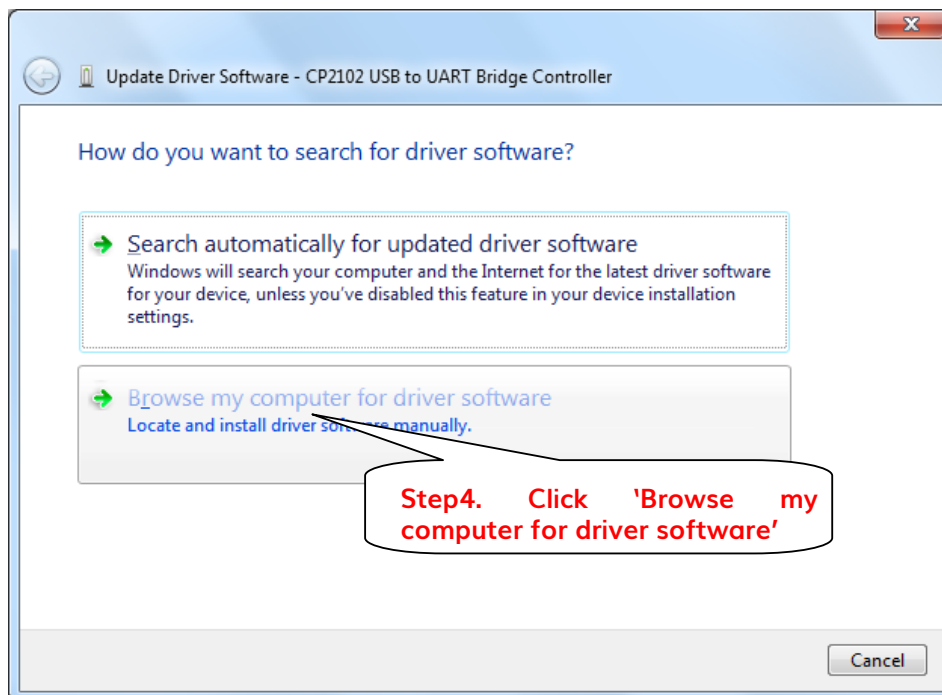 Update Driver Software - CP2102 USB to UART Bridge Controller
How do you want to search for driver software?
Search automatically for updated driver software
Windows will search your computer and the Internet for the latest driver software
for your device, unless you've disabled this feature in your device installation
settings.
Browse my computer for driver software
Locate and install driver software manually.
Step4. Click ‘Browse my
computer for driver software’
Cancel